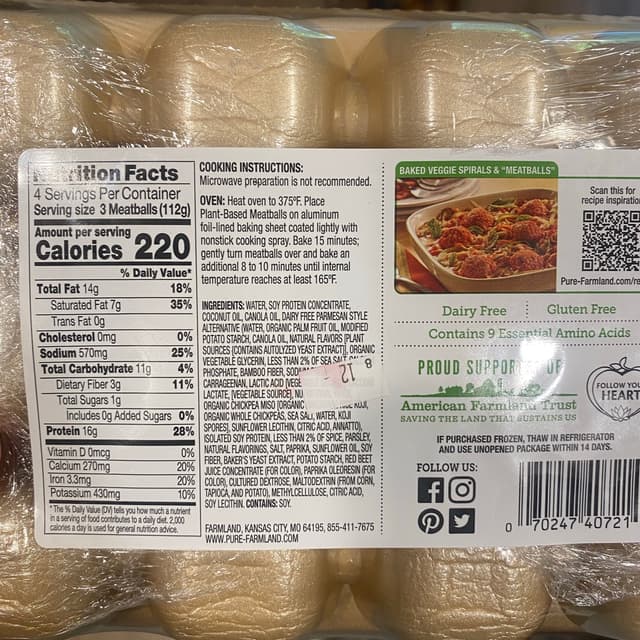 Nutrition Facts
4 Servings Per Container
Serving size 3 Meatballs (112g)
Amount per serving
Calories 220
% Daily Value*
Total Fat 14g 18%
Saturated Fat 7g 35%
Trans Fat 0g
Cholesterol 0mg 0%
Sodium 570mg 25%
Total Carbohydrate 11g 4%
Dietary Fiber 3g 11%
Total Sugars 1g
Includes 0g Added Sugars 0%
Protein 16g 28%
Vitamin D 0mcg 0%
Calcium 270mg 20%
Iron 3.3mg 20%
Potassium 430mg 10%
*The % Daily Value (DV) tells you how much a nutrient
in a serving of food contributes to a daily diet. 2,000
calories a day is used for general nutrition advice.
COOKING INSTRUCTIONS:
Microwave preparation is not recommended.
OVEN: Heat oven to 375°F. Place
Plant-Based Meatballs on aluminum
foil-lined baking sheet coated lightly with
nonstick cooking spray. Bake 15 minutes;
gently turn meatballs over and bake an
additional 8 to 10 minutes until internal
temperature reaches at least 165°F.
INGREDIENTS: WATER, SOY PROTEIN CONCENTRATE,
COCONUT OIL, CANOLA OIL, DAIRY FREE PARMESAN STYLE
ALTERNATIVE (WATER, ORGANIC PALM FRUIT OIL, MODIFIED
POTATO STARCH, CANOLA OIL, NATURAL FLAVORS [PLANT
SOURCES (CONTAINS AUTOLYZED YEAST EXTRACT)], ORGANIC
VEGETABLE GLYCERIN, LESS THAN 2% OF SEA SALT
PHOSPHATE, BAMBOO FIBER,
CARRAGEENAN, LACTIC ACID
LACTATE, [VEGETABLE SOURCE],
ORGANIC CHICKPEA MISO [ORGANIC KOJI,
ORGANIC WHOLE CHICKPEAS, SEA SALT, WATER, KOJI
SPORES], SUNFLOWER LECITHIN, CITRIC ACID, ANNATTO),
ISOLATED SOY PROTEIN, LESS THAN 2% OF SPICE, PARSLEY,
NATURAL FLAVORINGS, SALT, PAPRIKA, SUNFLOWER OIL, SOY
FIBER, BAKER'S YEAST EXTRACT, POTATO STARCH, RED BEET
JUICE CONCENTRATE (FOR COLOR), PAPRIKA OLEORESIN (FOR
COLOR), CULTURED DEXTROSE, MALTODEXTRIN (FROM CORN,
TAPIOCA, AND POTATO), METHYLCELLULOSE, CITRIC ACID,
SOY LECITHIN. CONTAINS: SOY.
8 12
FARMLAND, KANSAS CITY, MO 64195, 855-411-7675
WWW.PURE-FARMLAND.COM
BAKED VEGGIE SPIRALS & "MEATBALLS"
Scan this for
recipe inspiration
Pure-Farmland.com/re
Dairy Free Gluten Free
Contains 9 Essential Amino Acids
PROUD SUPPORTER OF
American Farmland Trust
SAVING THE LAND THAT SUSTAINS US
FOLLOW YOU
HEART
IF PURCHASED FROZEN, THAW IN REFRIGERATOR
AND USE UNOPENED PACKAGE WITHIN 14 DAYS.
FOLLOW US:
0 70247 40721